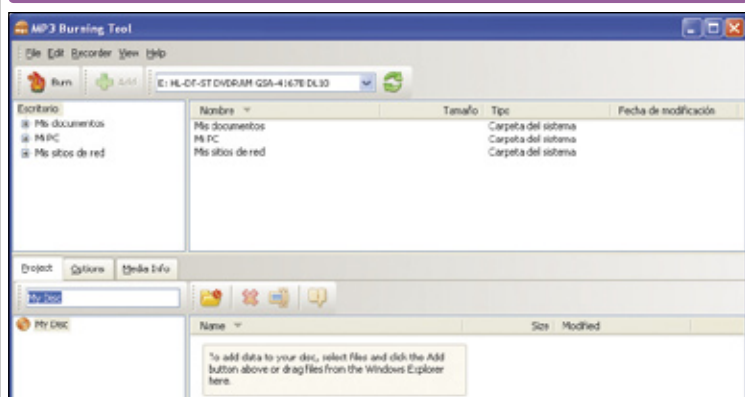 MP3 Burning Tool
File Edit Recorder View Help
Burn Add E: HL-DT-ST DVDRAM GSA-4167B DL10
Escritorio
Mis documentos
Mi PC
Mis sitios de red
Nombre Tamaño Tipo Fecha de modificación
Mis documentos Carpeta del sistema
Mi PC Carpeta del sistema
Mis sitios de red Carpeta del sistema
Project Options Media Info
My Disc
My Disc
Name Size Modified
To add data to your disc, select files and click the Add
button above or drag files from the Windows Explorer
here.